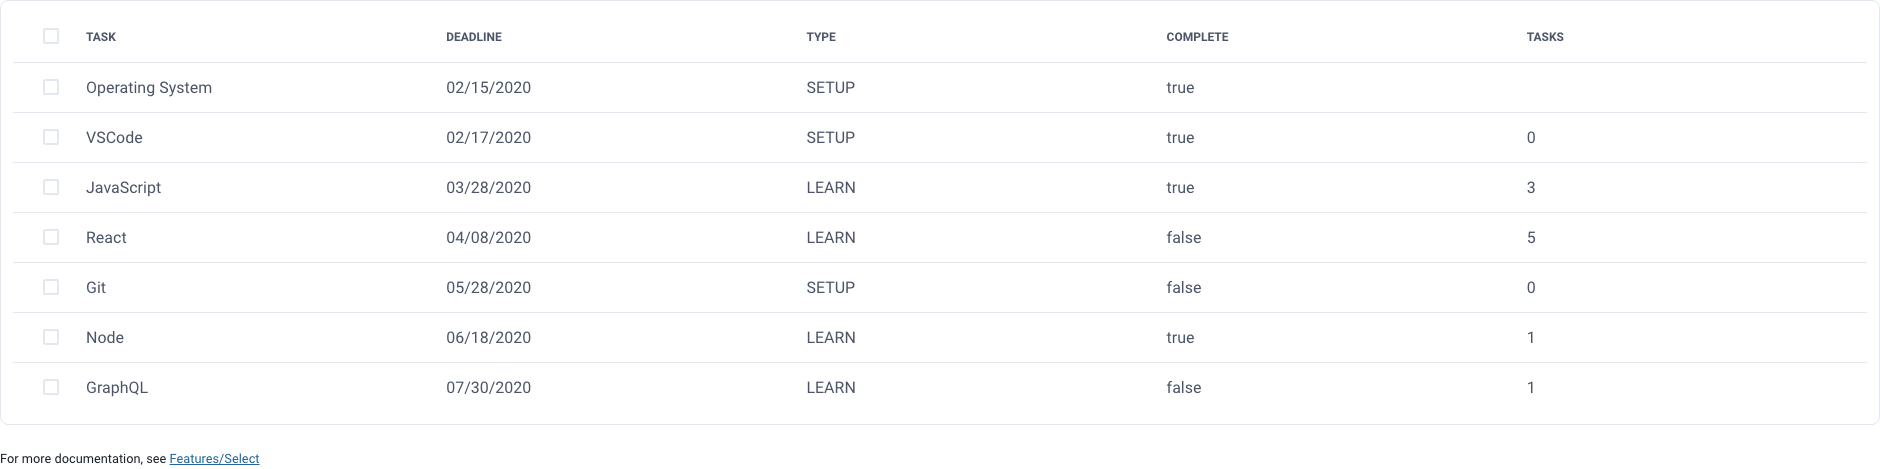 TASK DEADLINE TYPE COMPLETE TASKS
Operating System 02/15/2020 SETUP true
VSCode 02/17/2020 SETUP true 0
JavaScript 03/28/2020 LEARN true 3
React 04/08/2020 LEARN false 5
Git 05/28/2020 SETUP false 0
Node 06/18/2020 LEARN true 1
GraphQL 07/30/2020 LEARN false 1
For more documentation, see Features/Select